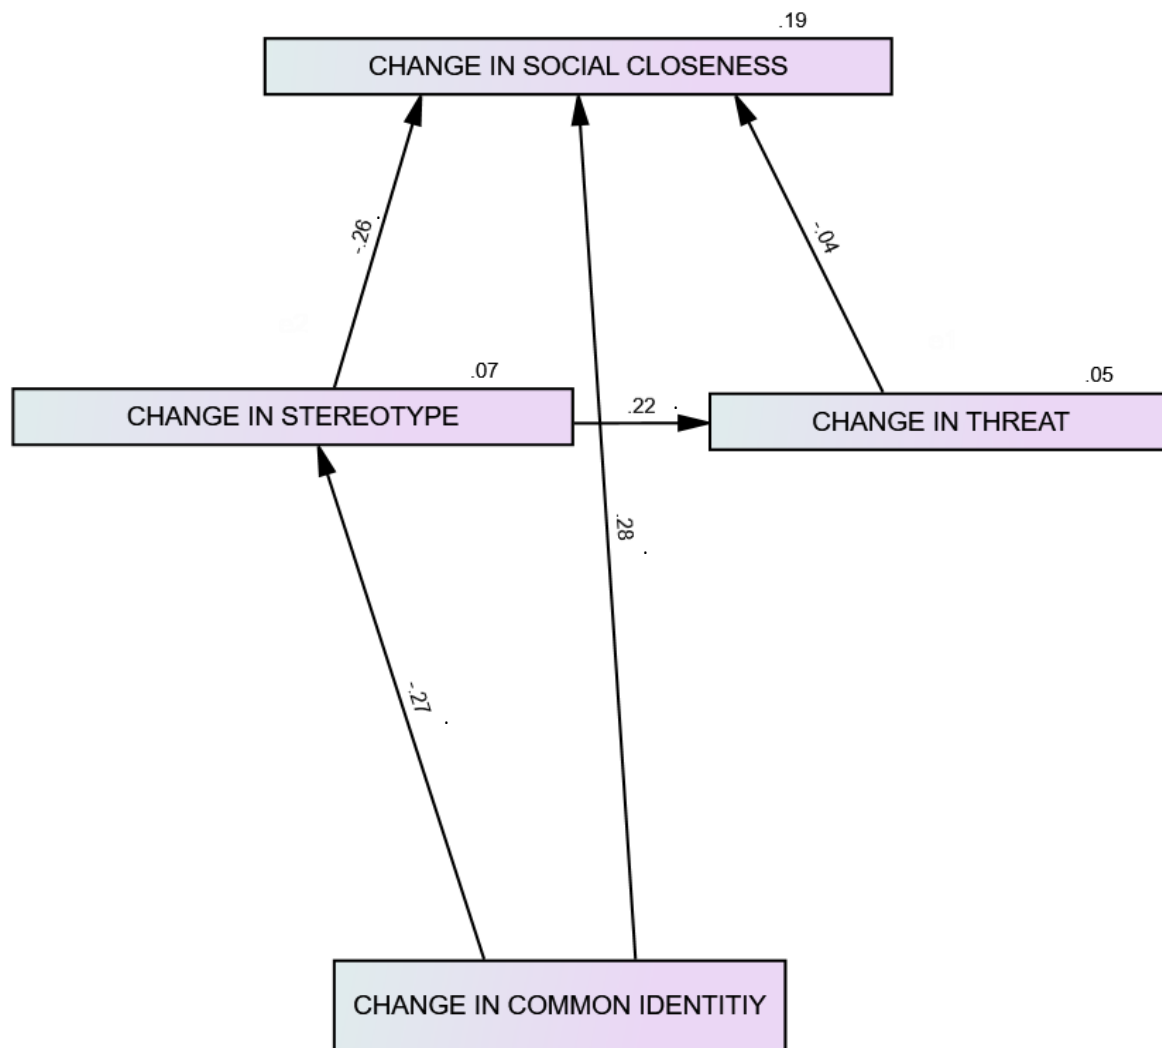 .19
CHANGE IN SOCIAL CLOSENESS
-.26
-.04
.07
.05
CHANGE IN STEREOTYPE
.22
CHANGE IN THREAT
.28
-.27
CHANGE IN COMMON IDENTITIY